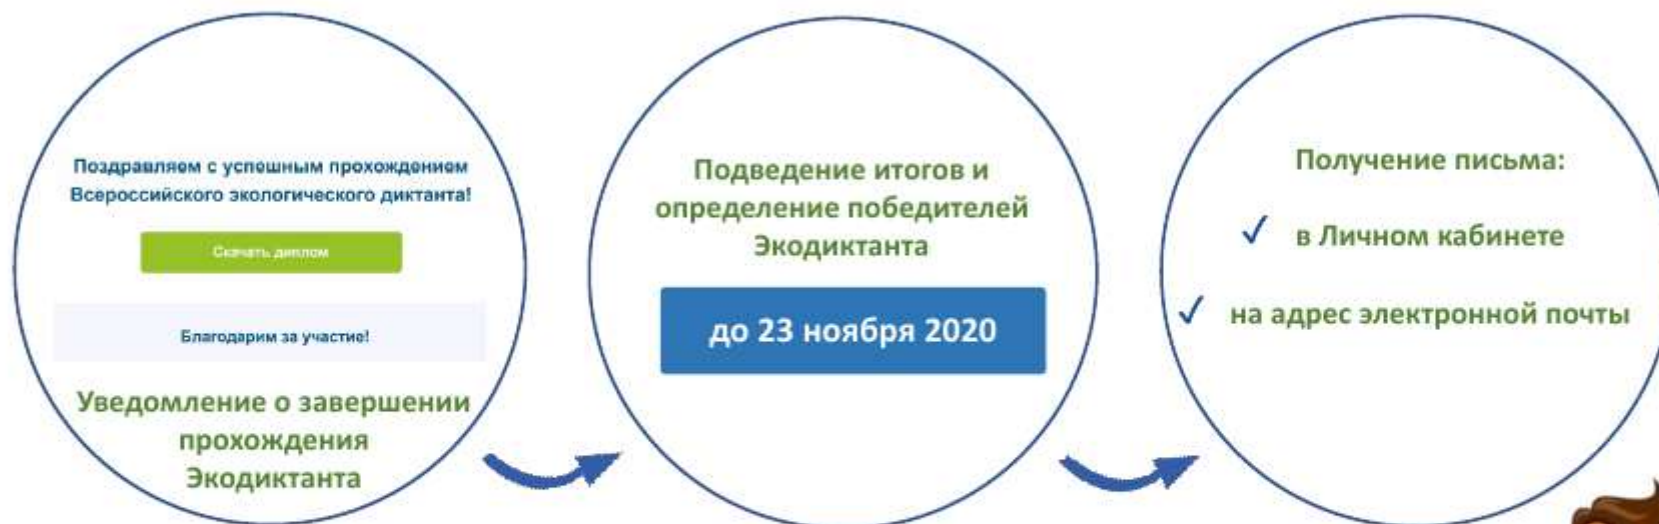 Поздравляем с успешным прохождением
Всероссийского экологического диктанта!
Скачать диплом
Благодарим за участие!
Уведомление о завершении
прохождения
Экодиктанта
Подведение итогов и
определение победителей
Экодиктанта
до 23 ноября 2020
Получение письма:
✓ в Личном кабинете
✓ на адрес электронной почты